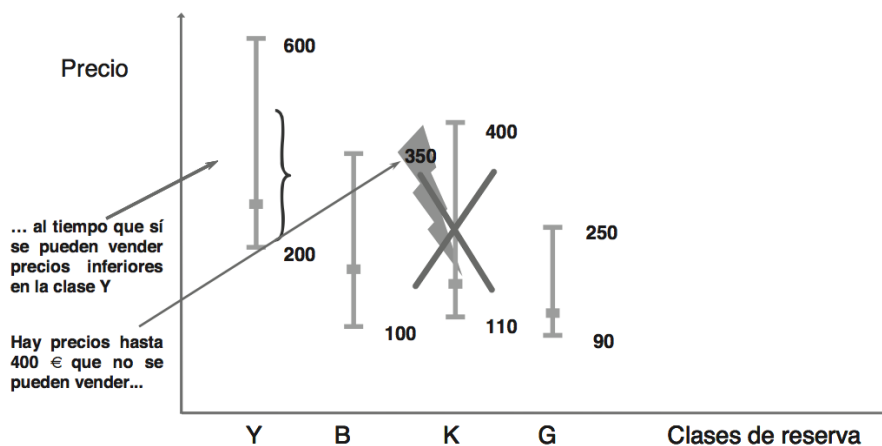 600
Precio
400
350
... al tiempo que sí
se pueden vender
precios inferiores
en la clase Y
200
250
Hay precios hasta
400 € que no se
pueden vender...
100
110
90
Y B K G Clases de reserva